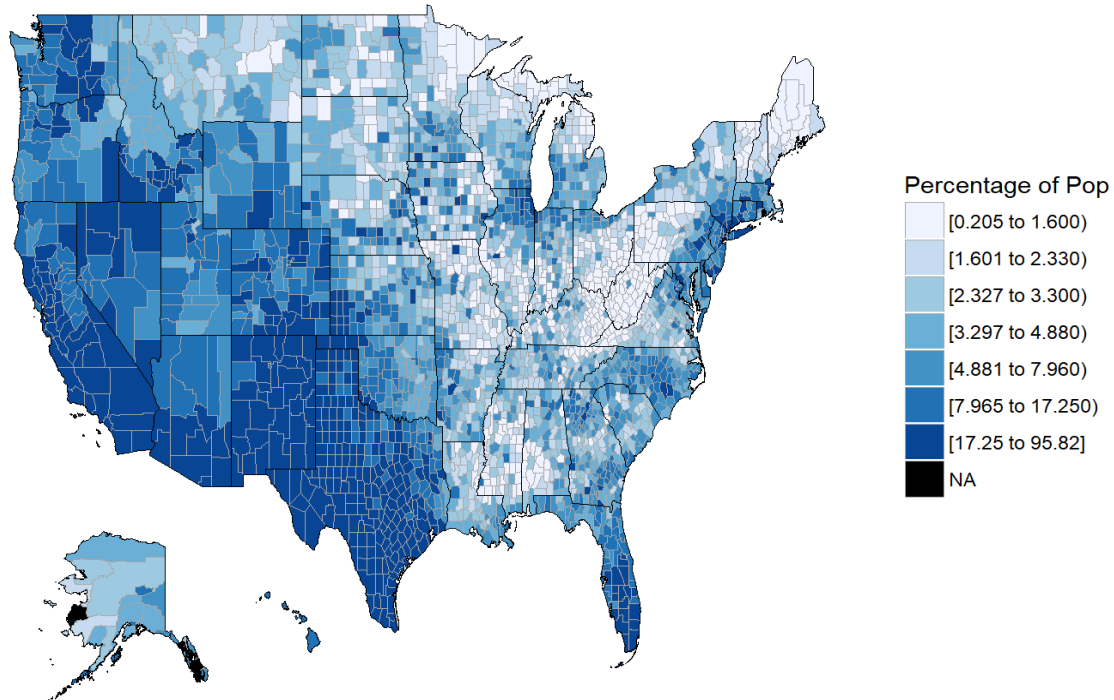 Percentage of Pop
[0.205 to 1.600)
[1.601 to 2.330)
[2.327 to 3.300)
[3.297 to 4.880)
[4.881 to 7.960)
[7.965 to 17.250)
[17.25 to 95.82]
NA